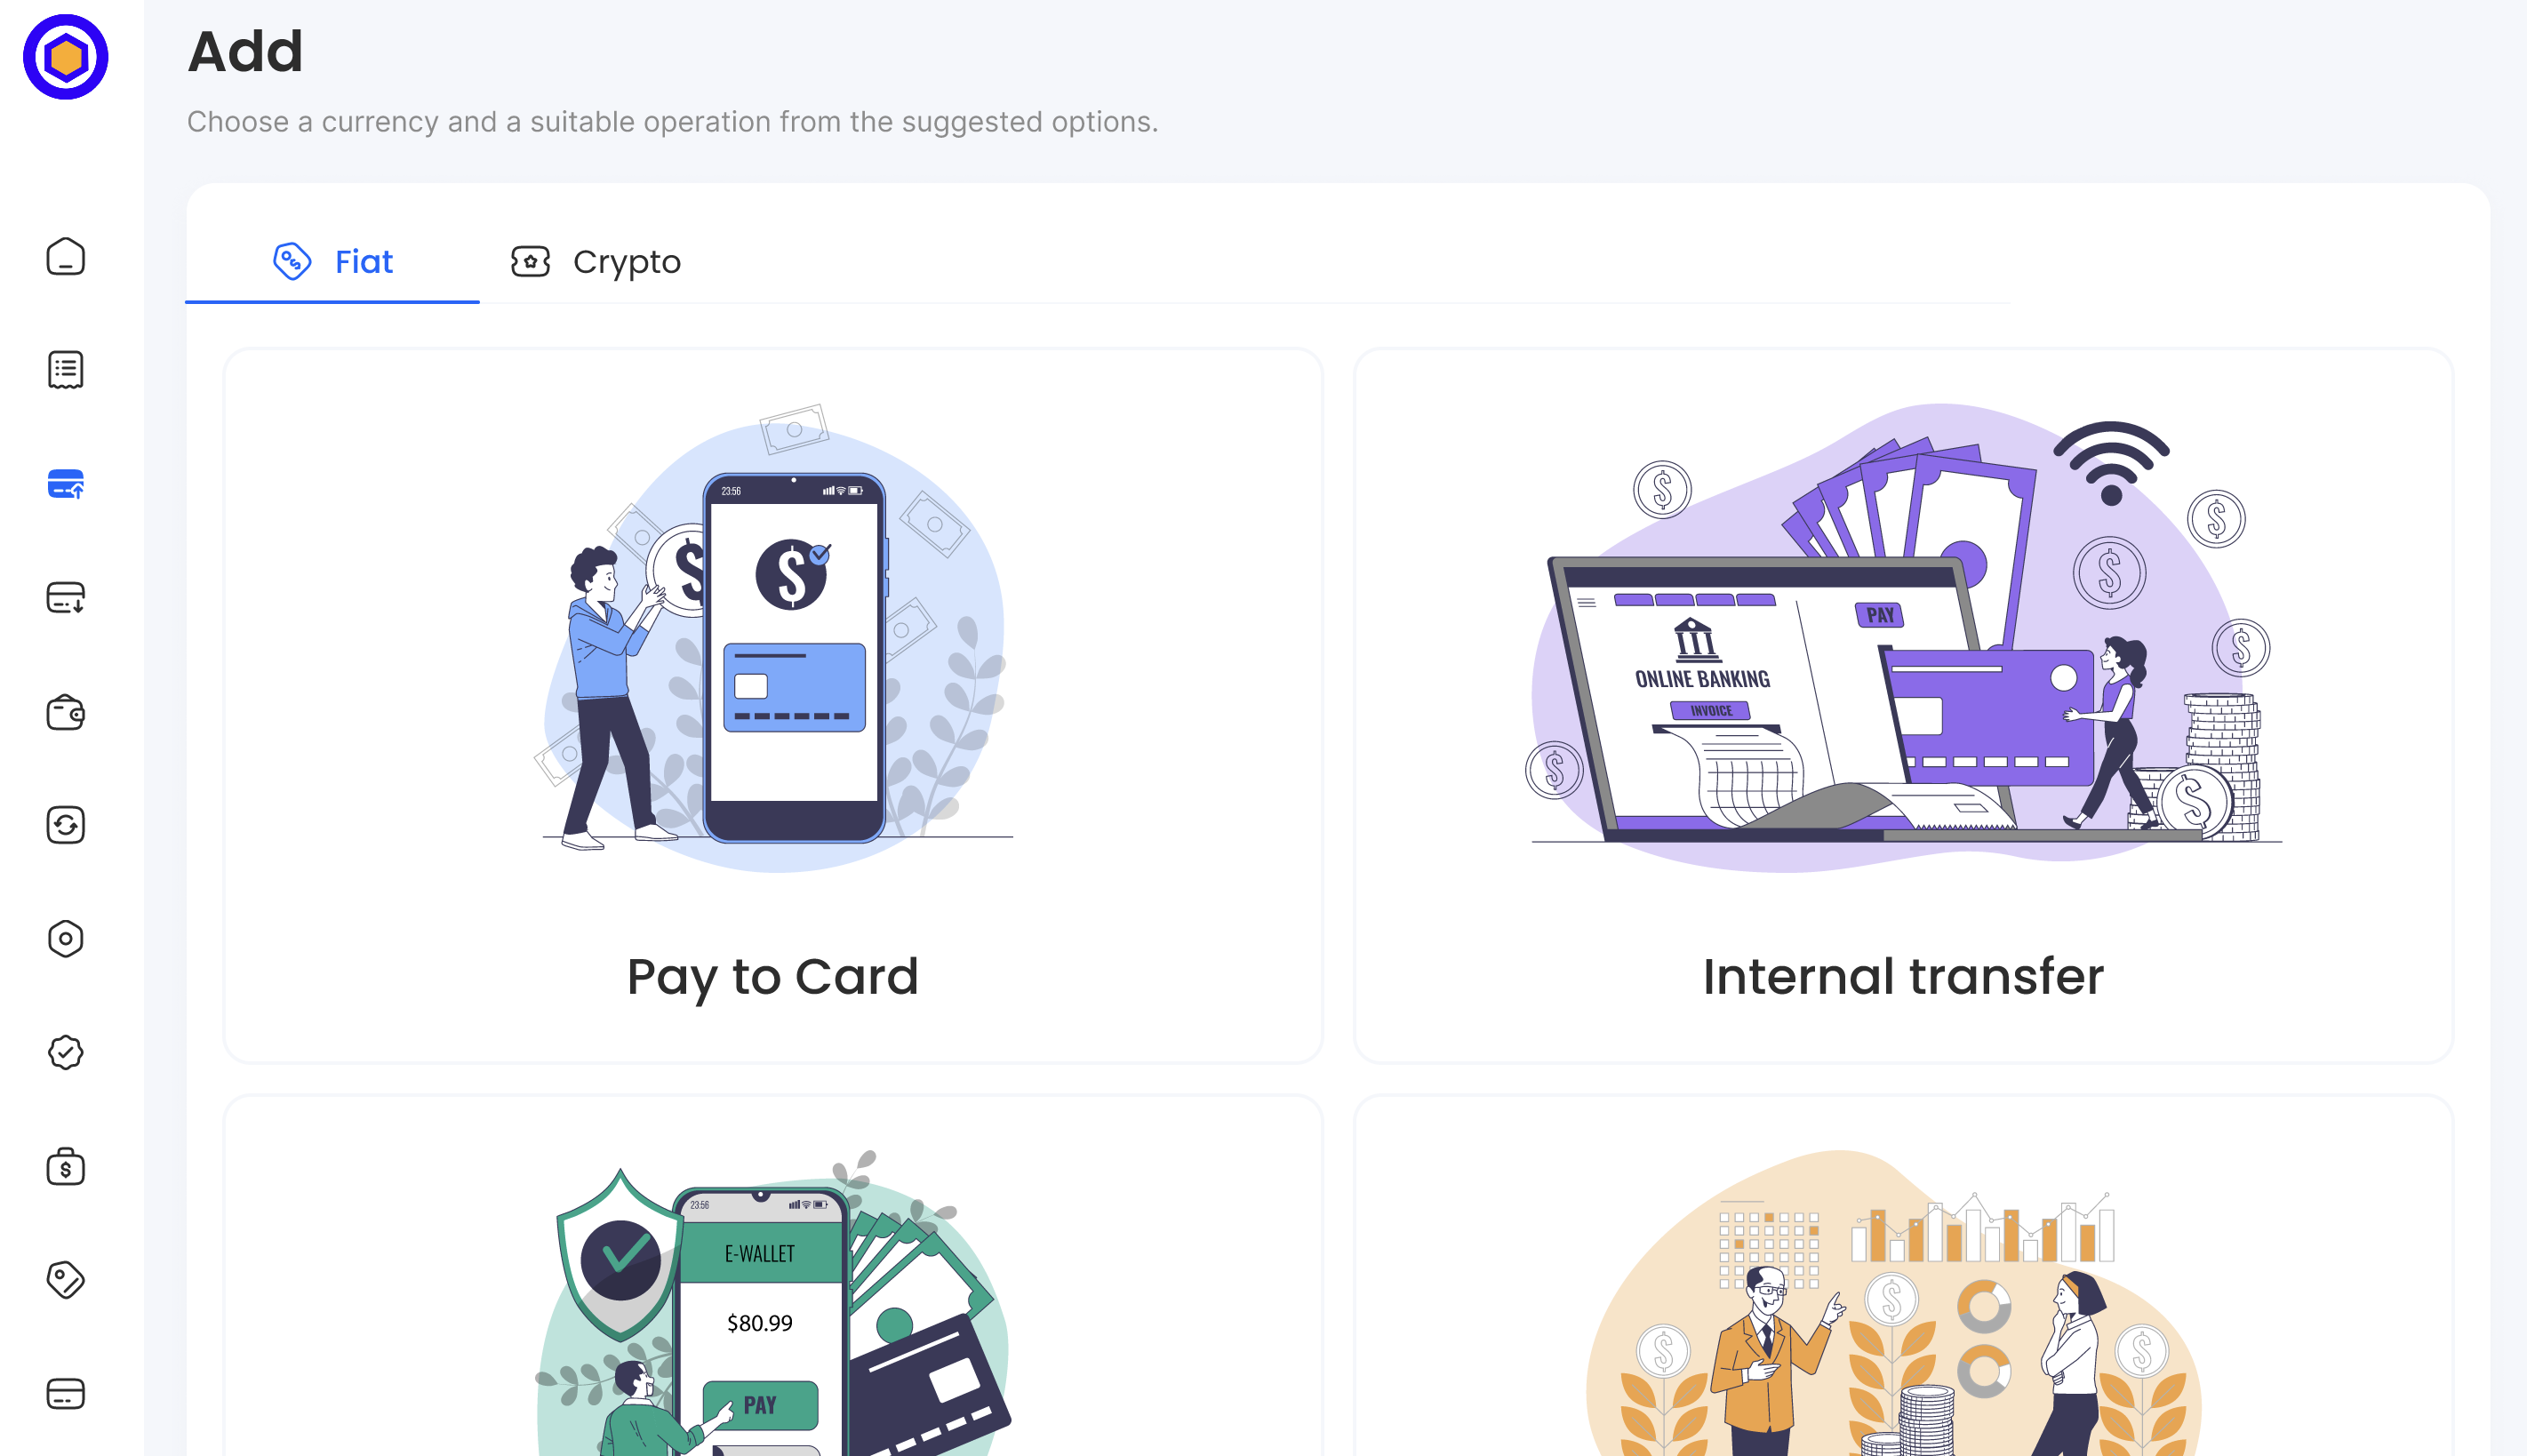 Add
Choose a currency and a suitable operation from the suggested options.
Fiat
Crypto
23:56
$
$
PAY
ONLINE BANKING
INVOICE
Pay to Card
Internal transfer
23:56
E-WALLET
$80.99
PAY